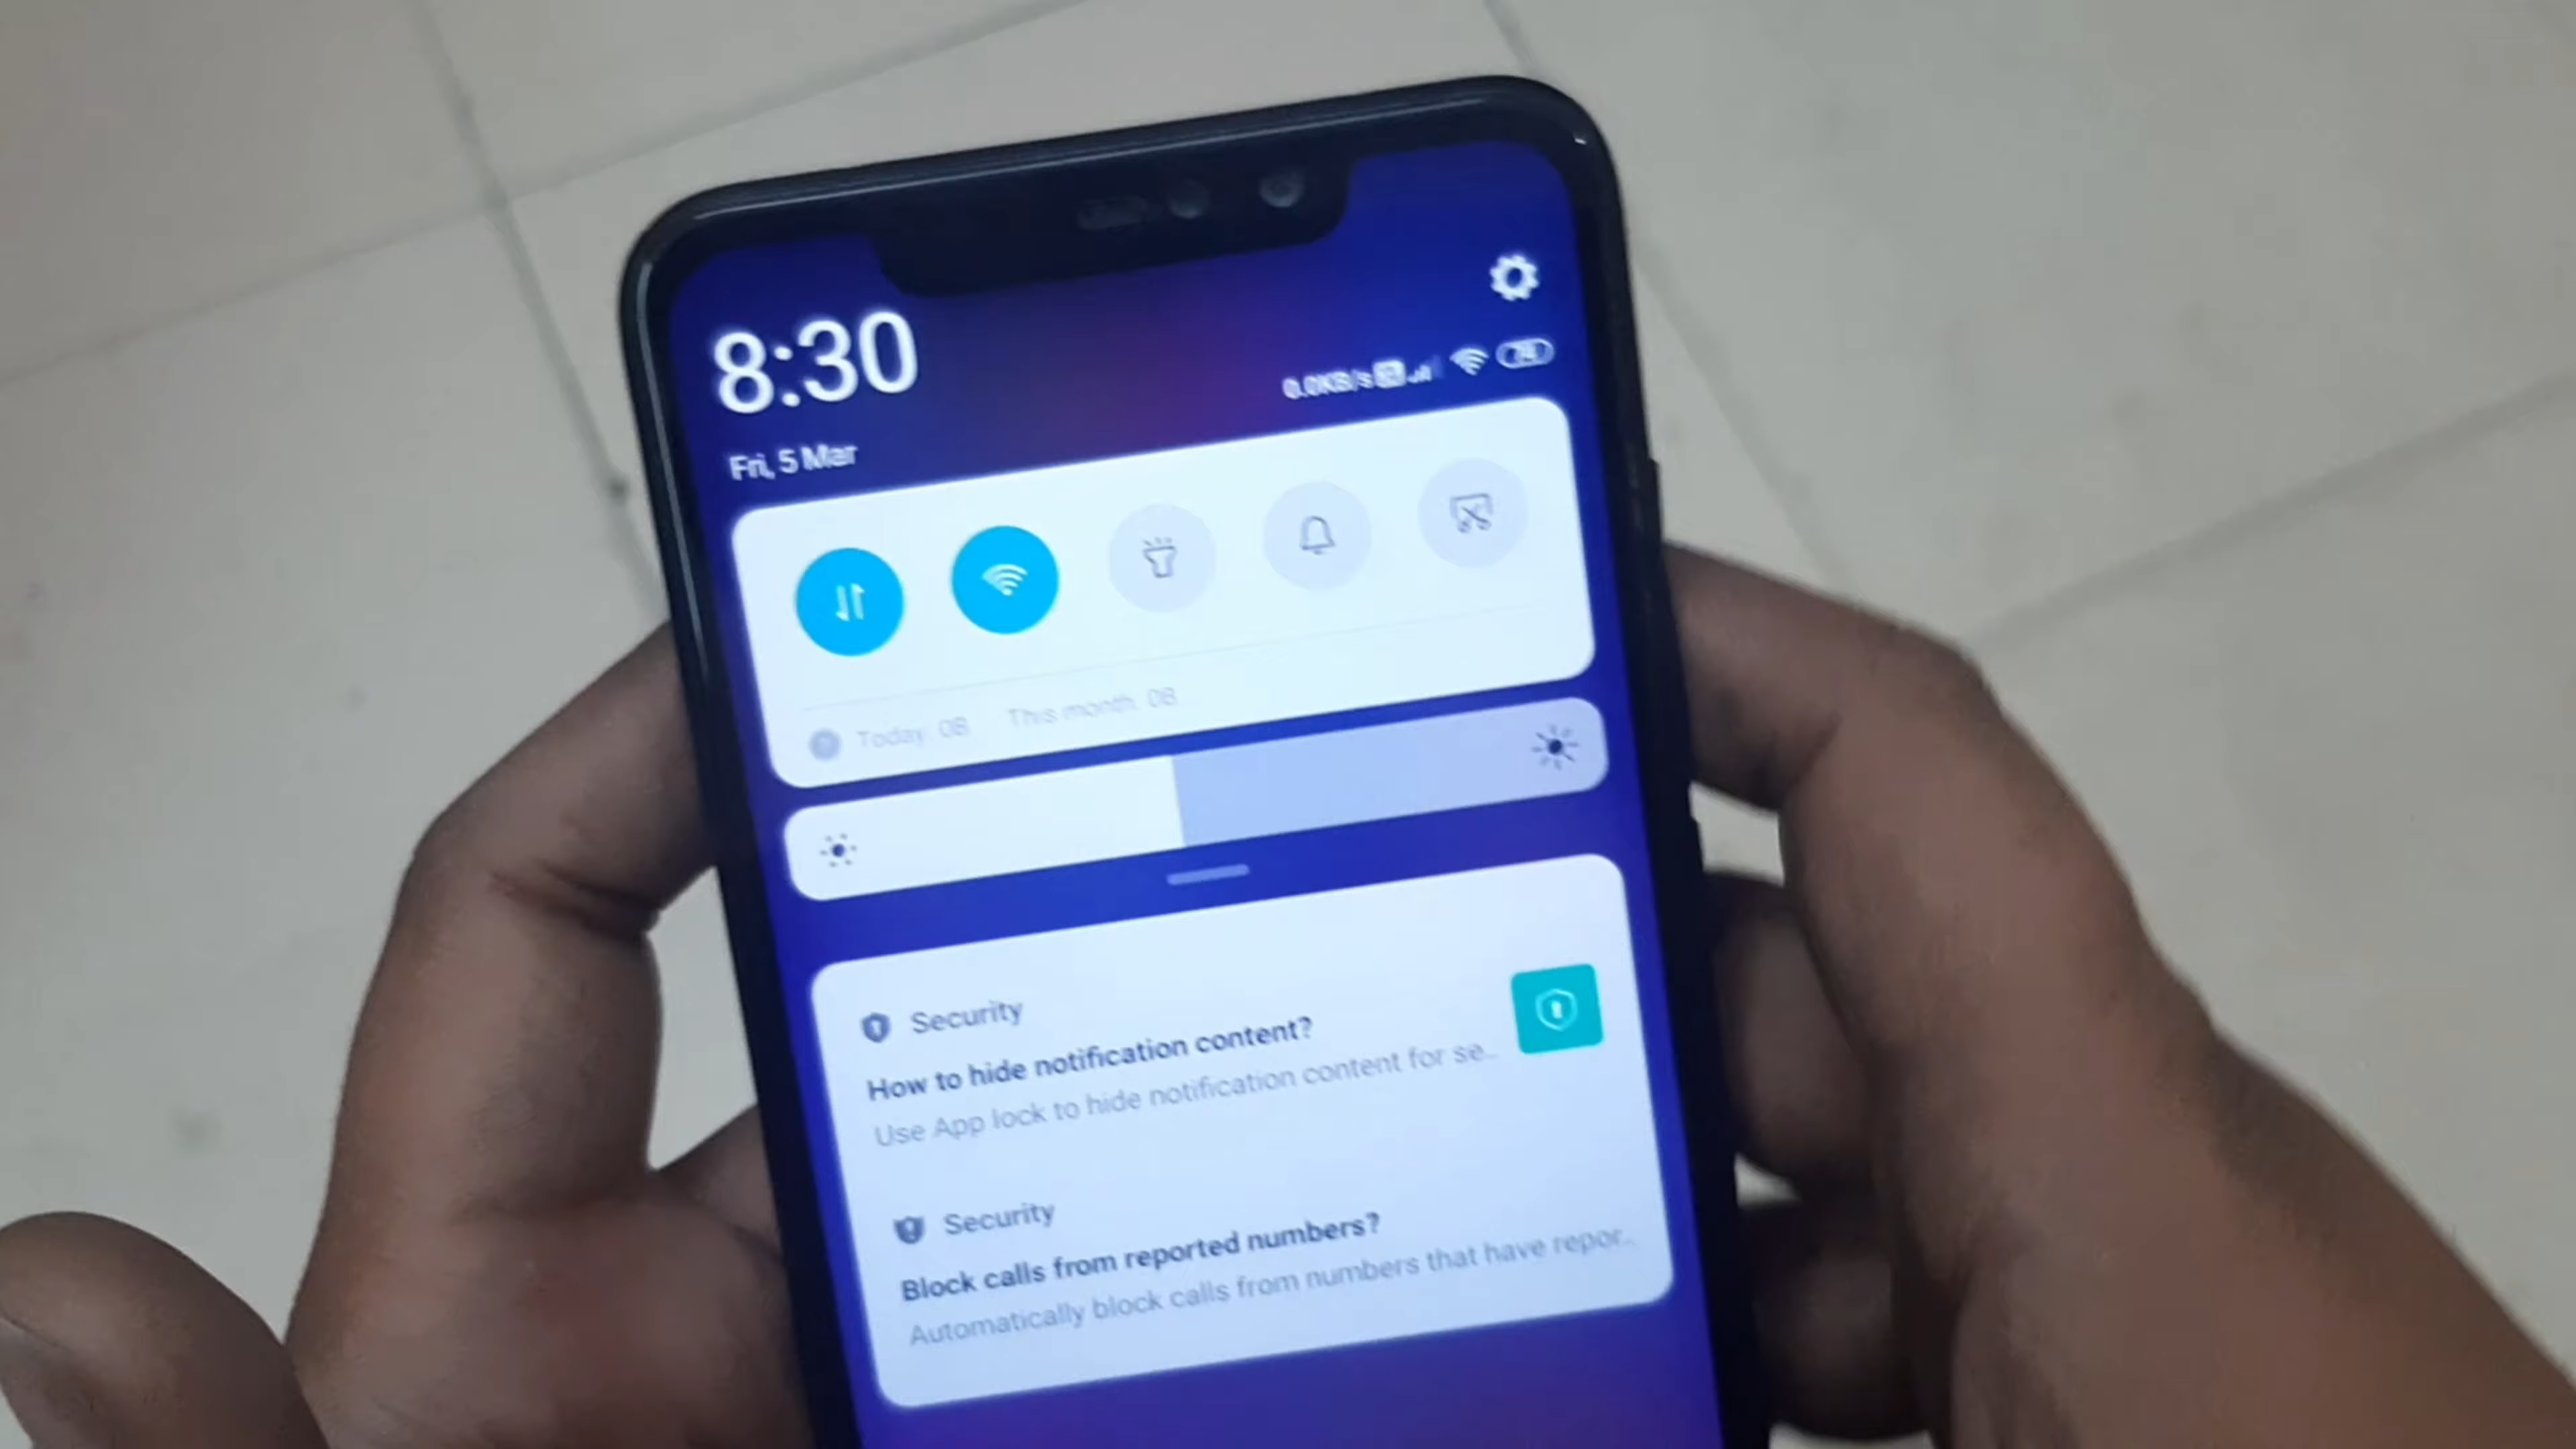 8:30
0.0KB/s
Fri, 5 Mar
Today: 0B This month: 0B
Security
How to hide notification content?
Use App lock to hide notification content for se...
Security
Block calls from reported numbers?
Automatically block calls from numbers that have repor...